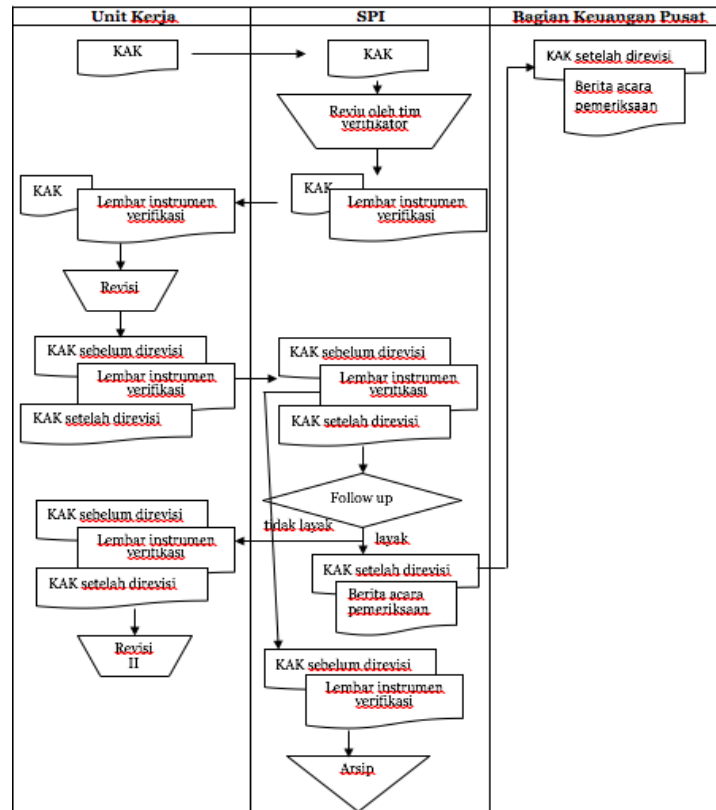 Unit Kerja
SPI
Bagian Keuangan Pusat
KAK
KAK
KAK setelah direvisi
Berita acara
pemeriksaan
Reviu oleh tim
verifikator
KAK
Lembar instrumen
verifikasi
KAK
Lembar instrumen
verifikasi
Revisi
KAK sebelum direvisi
Lembar instrumen
verifikasi
KAK setelah direvisi
KAK sebelum direvisi
Lembar instrumen
verifikasi
KAK setelah direvisi
Follow up
tidak layak
layak
KAK sebelum direvisi
Lembar instrumen
verifikasi
KAK setelah direvisi
KAK setelah direvisi
Berita acara
pemeriksaan
Revisi
II
KAK sebelum direvisi
Lembar instrumen
verifikasi
Arsip